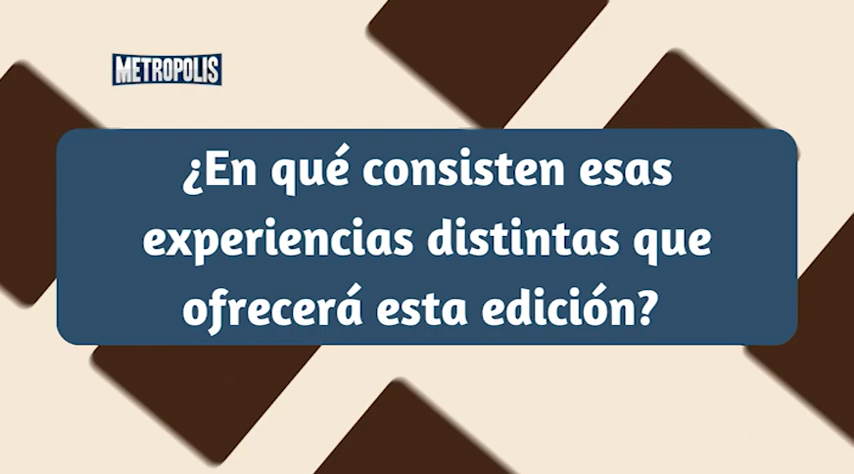 METROPOLIS
¿En qué consisten esas
experiencias distintas que
ofrecerá esta edición?